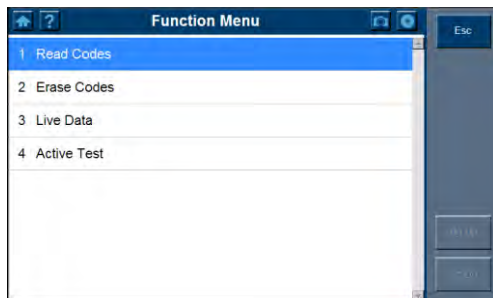 ? Function Menu
Esc
1 Read Codes
2 Erase Codes
3 Live Data
4 Active Test